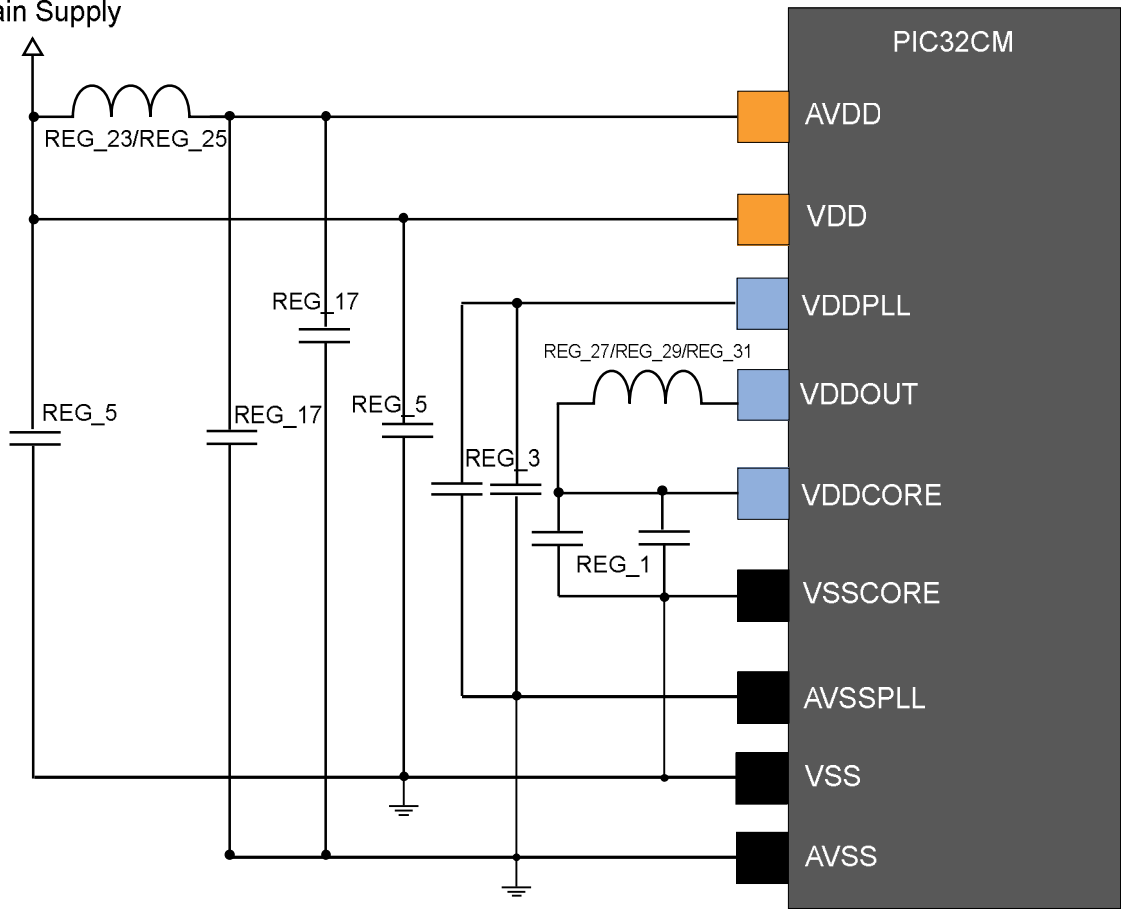 ain Supply
PIC32CM
AVDD
REG_23/REG_25
VDD
REG_17
VDDPLL
REG_27/REG_29/REG_31
VDDOUT
REG_5
REG_17
REG_5
REG_3
VDDCORE
REG_1
VSSCORE
AVSSPLL
VSS
AVSS